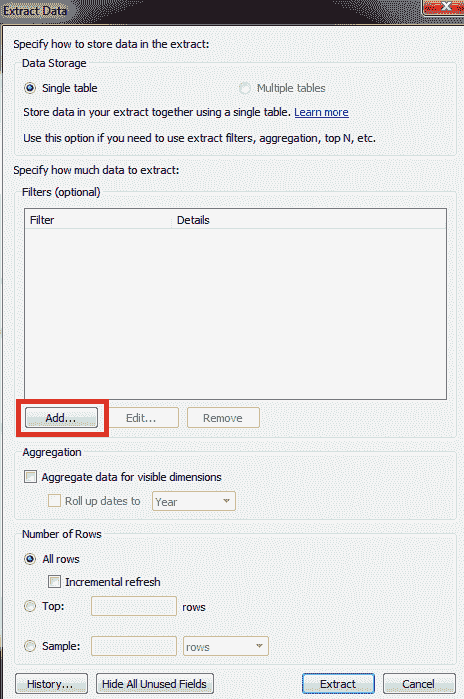 Extract Data
Specify how to store data in the extract:
Data Storage
Single table
Multiple tables
Store data in your extract together using a single table. Learn more
Use this option if you need to use extract filters, aggregation, top N, etc.
Specify how much data to extract:
Filters (optional)
Filter Details
Add... Edit... Remove
Aggregation
Aggregate data for visible dimensions
Roll up dates to Year
Number of Rows
All rows
Incremental refresh
Top: rows
Sample: rows
History... Hide All Unused Fields Extract Cancel